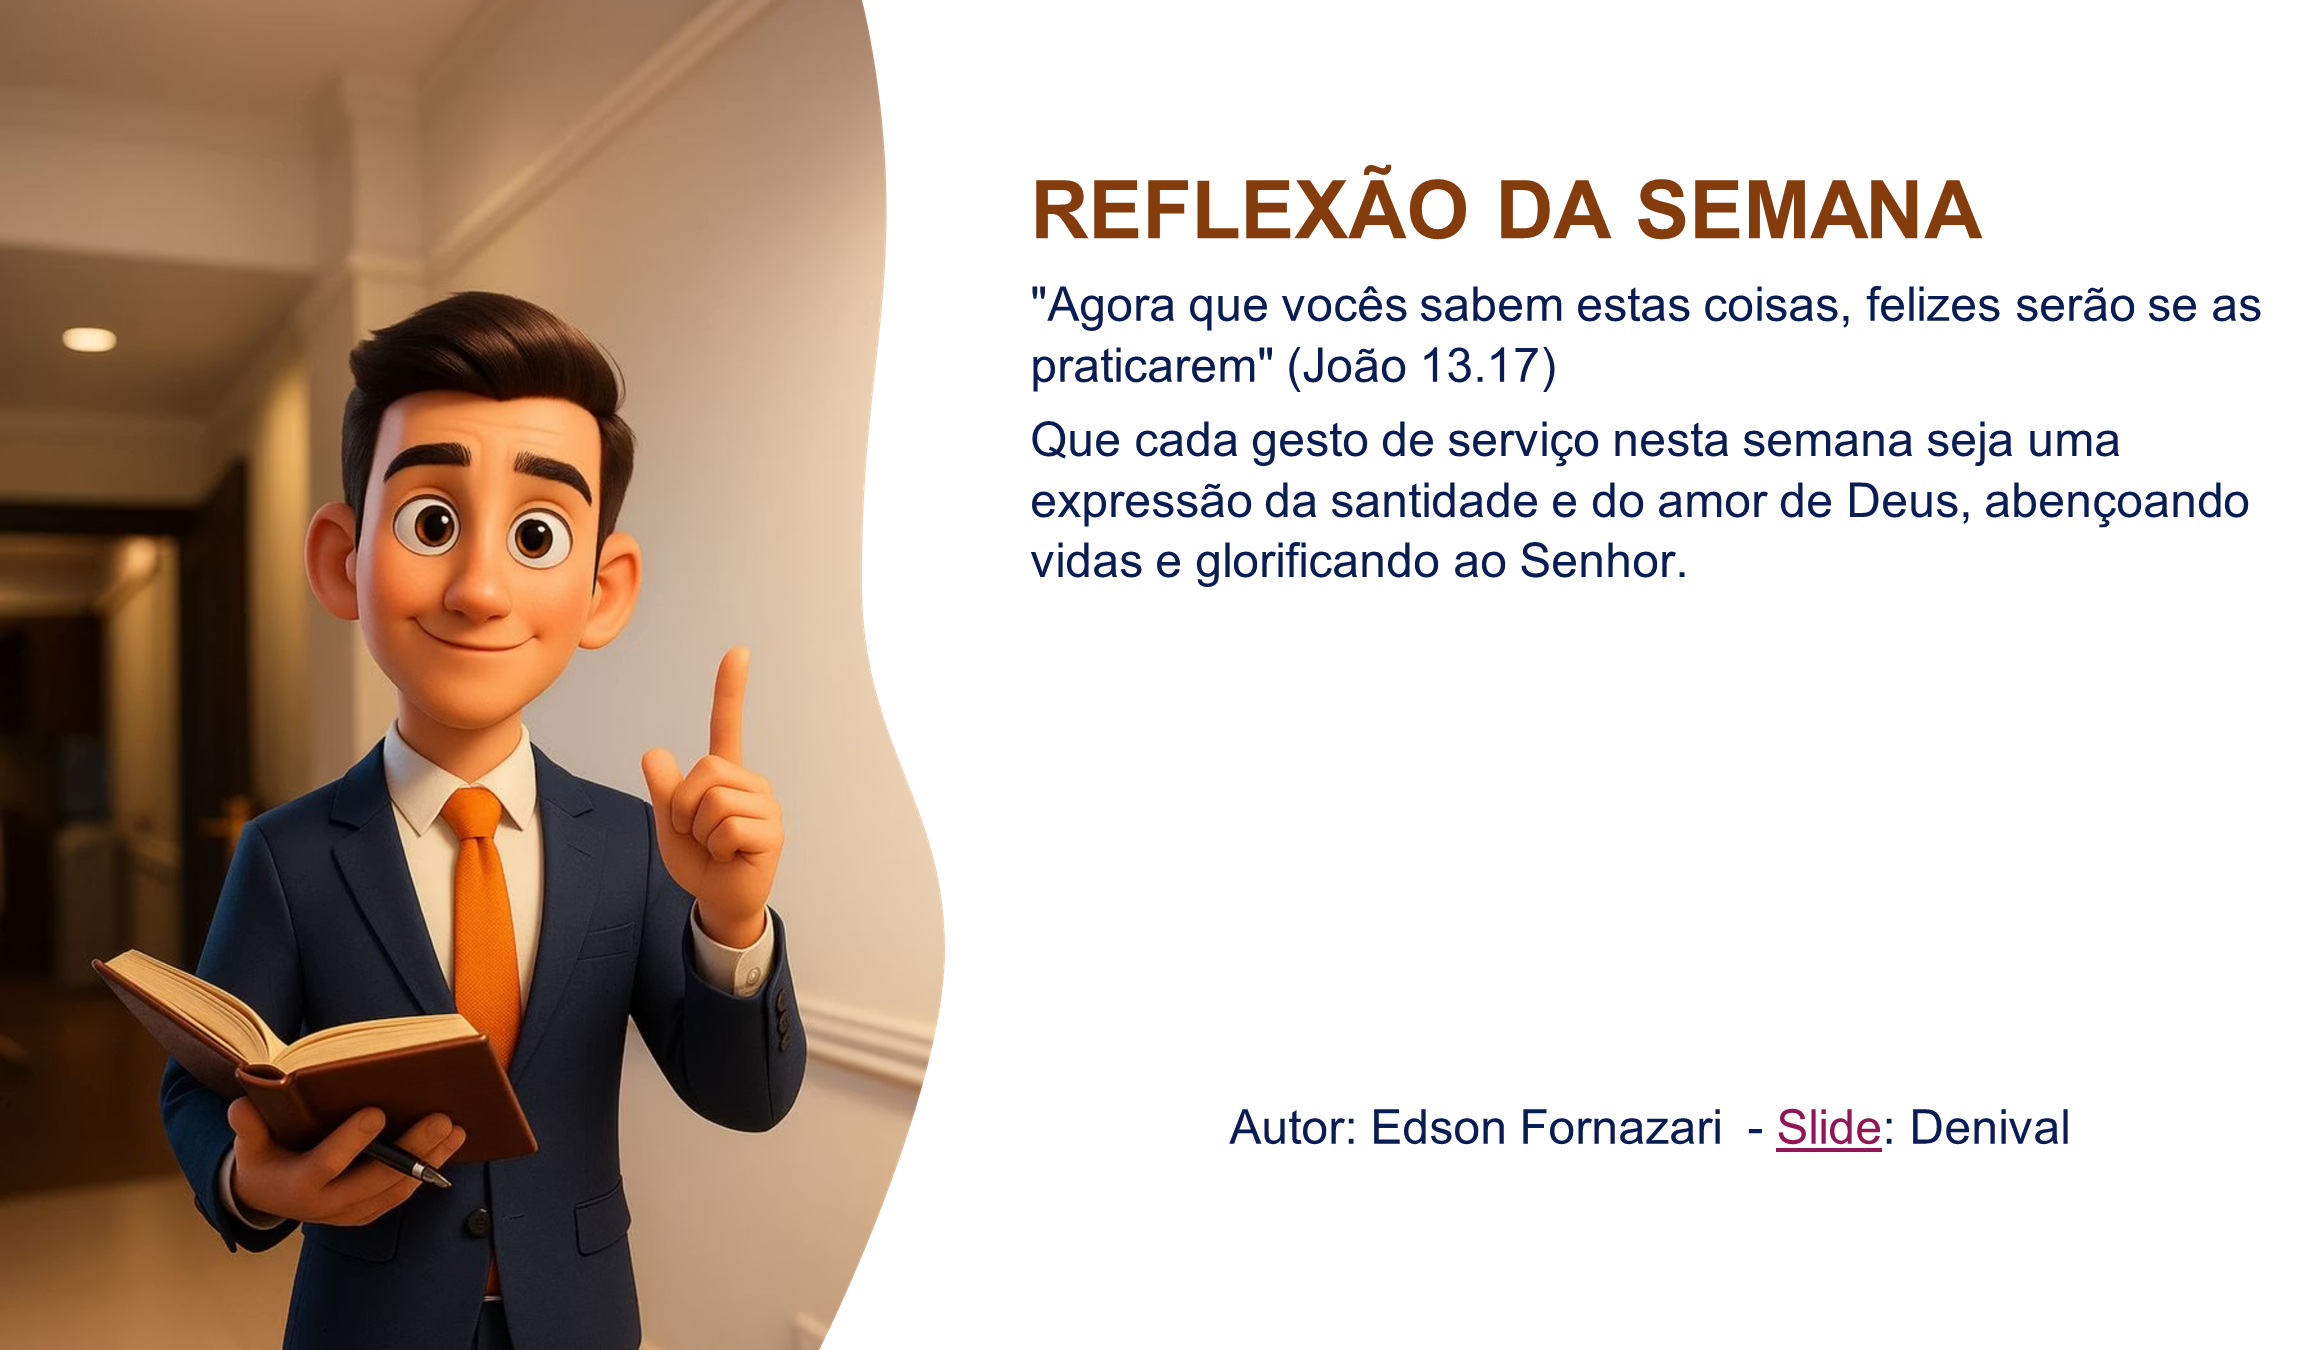 REFLEXÃO DA SEMANA
"Agora que vocês sabem estas coisas, felizes serão se as
praticarem" (João 13.17)
Que cada gesto de serviço nesta semana seja uma
expressão da santidade e do amor de Deus, abençoando
vidas e glorificando ao Senhor.
Autor: Edson Fornazari - Slide: Denival